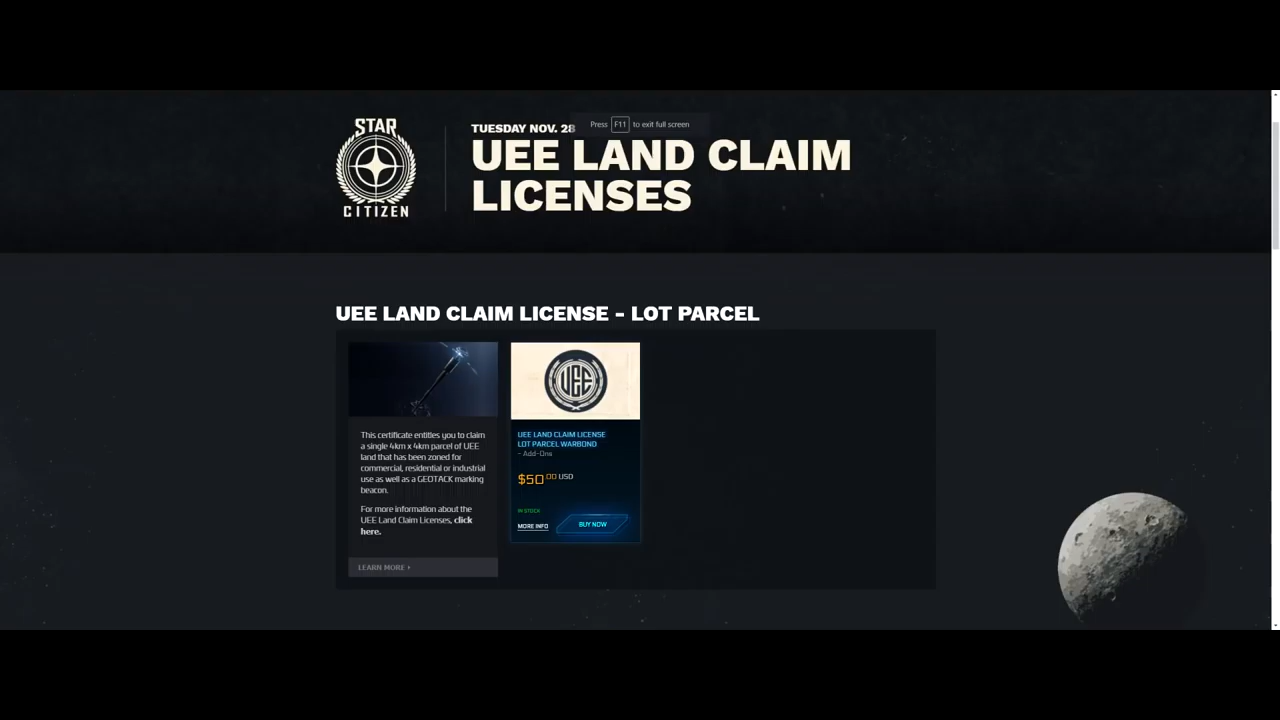 STAR
CITIZEN
TUESDAY NOV. 28
Press F11 to exit full screen
UEE LAND CLAIM
LICENSES
UEE LAND CLAIM LICENSE - LOT PARCEL
This certificate entitles you to claim
a single 4km x 4km parcel of UEE
land that has been zoned for
commercial, residential or industrial
use as well as a GEOTACK marking
beacon.
For more information about the
UEE Land Claim Licenses, click
here.
LEARN MORE
UEE
UEE LAND CLAIM LICENSE
LOT PARCEL WARBOND
- Add-Ons
$50.00 USD
IN STOCK
MORE INFO
BUY NOW